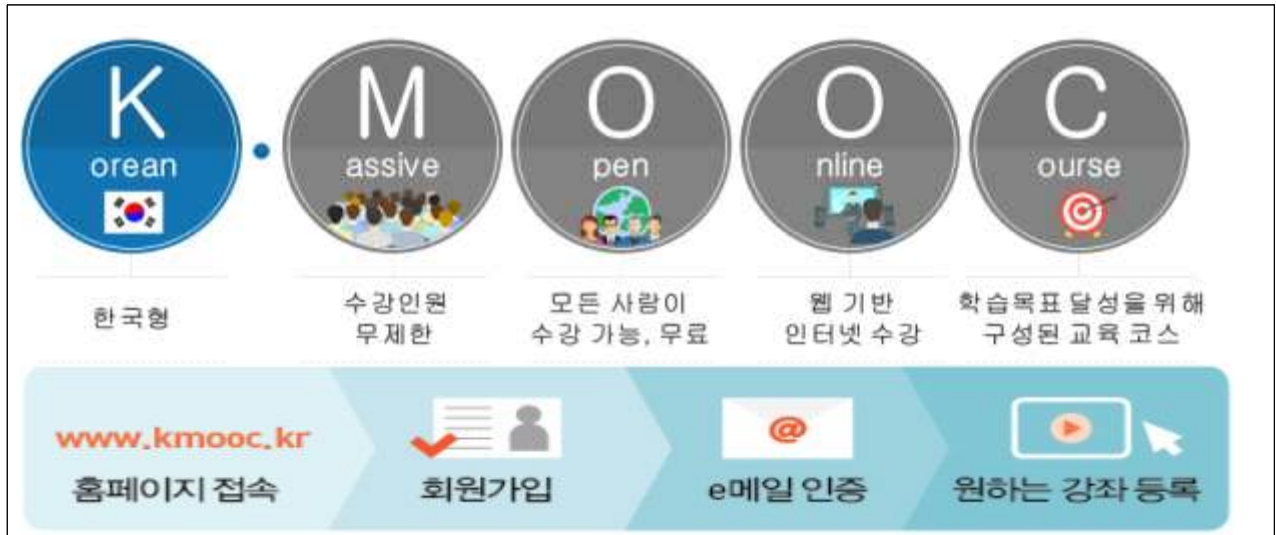 K M O O C
orean assive pen nline ourse
한국형
수강인원
무제한
모든 사람이
수강 가능, 무료
웹 기반
인터넷 수강
학습목표 달성을 위해
구성된 교육 코스
www.kmooc.kr
홈페이지 접속
회원가입
@
e메일 인증
원하는 강좌 등록